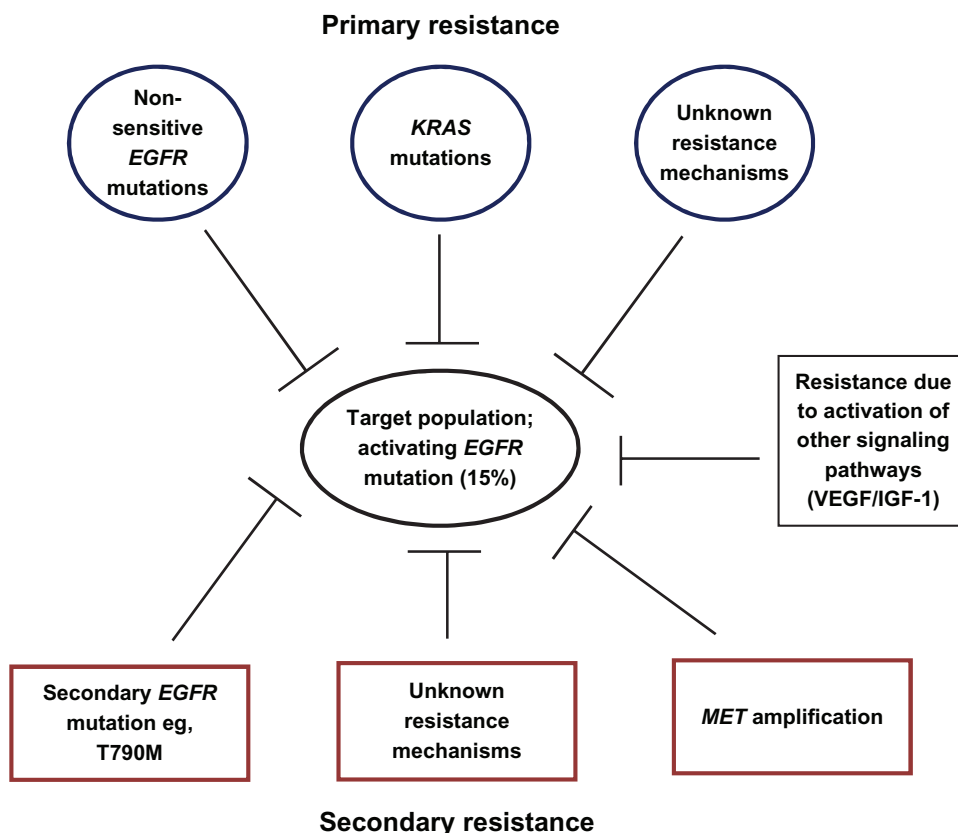 Primary resistance
Non-
sensitive
EGFR
mutations
KRAS
mutations
Unknown
resistance
mechanisms
Target population;
activating EGFR
mutation (15%)
Resistance due
to activation of
other signaling
pathways
(VEGF/IGF-1)
Secondary EGFR
mutation eg,
T790M
Unknown
resistance
mechanisms
MET amplification
Secondary resistance